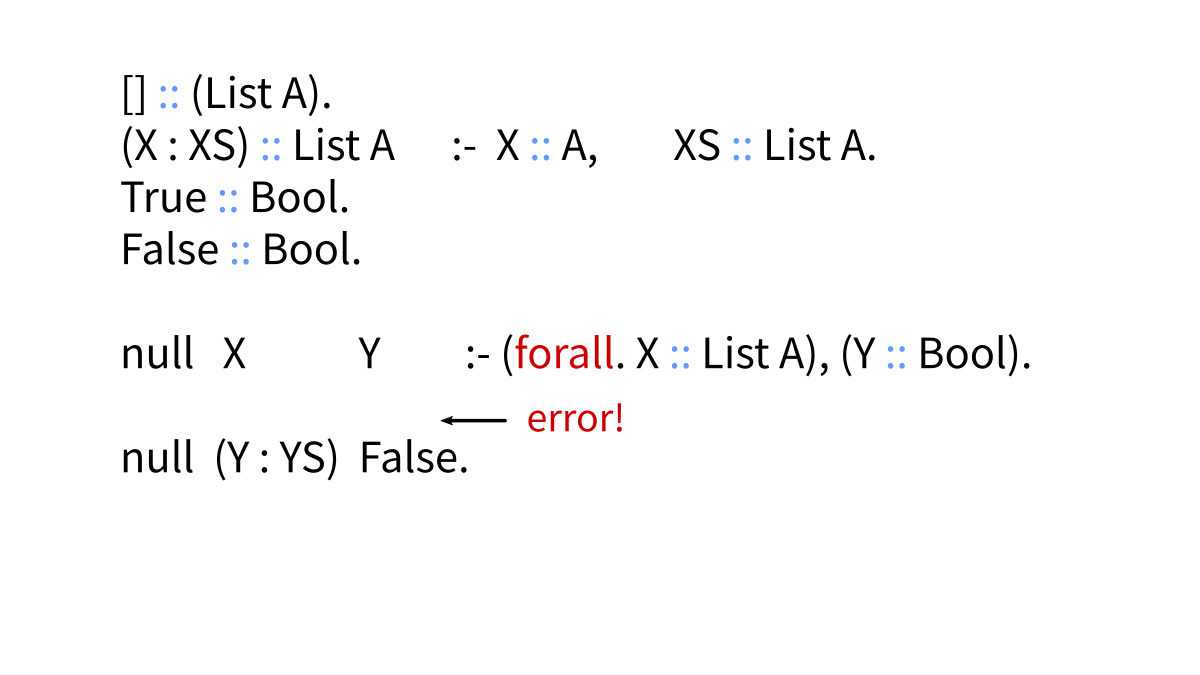 [] :: (List A).
(X : XS) :: List A :- X :: A, XS :: List A.
True :: Bool.
False :: Bool.
null X Y :- (forall. X :: List A), (Y :: Bool).
error!
null (Y : YS) False.